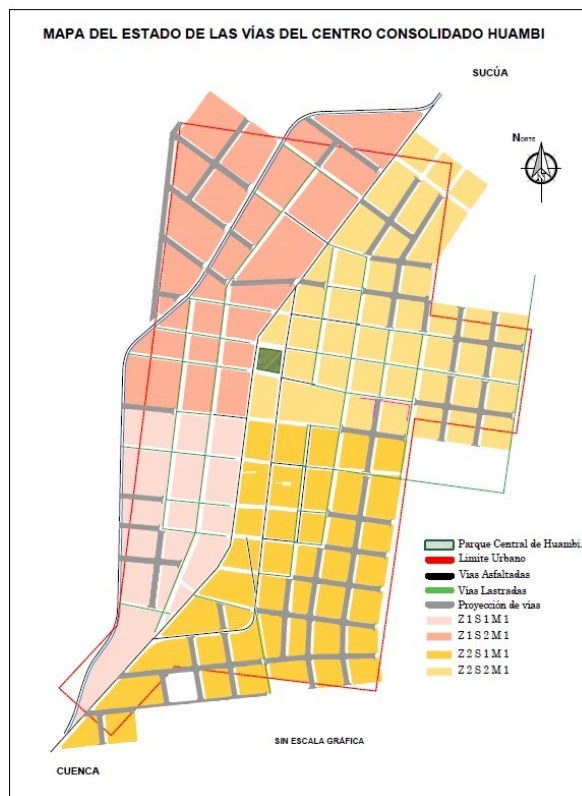 MAPA DEL ESTADO DE LAS VÍAS DEL CENTRO CONSOLIDADO HUAMBI
SUCÚA
NORTE
Parque Central de Huambi.
Limite Urbano
Vias Asfaltadas
Vias Lastradas
Proyección de vías
Z1S1M1
Z1S2M1
Z2S1M1
Z2S2M1
SIN ESCALA GRÁFICA
CUENCA